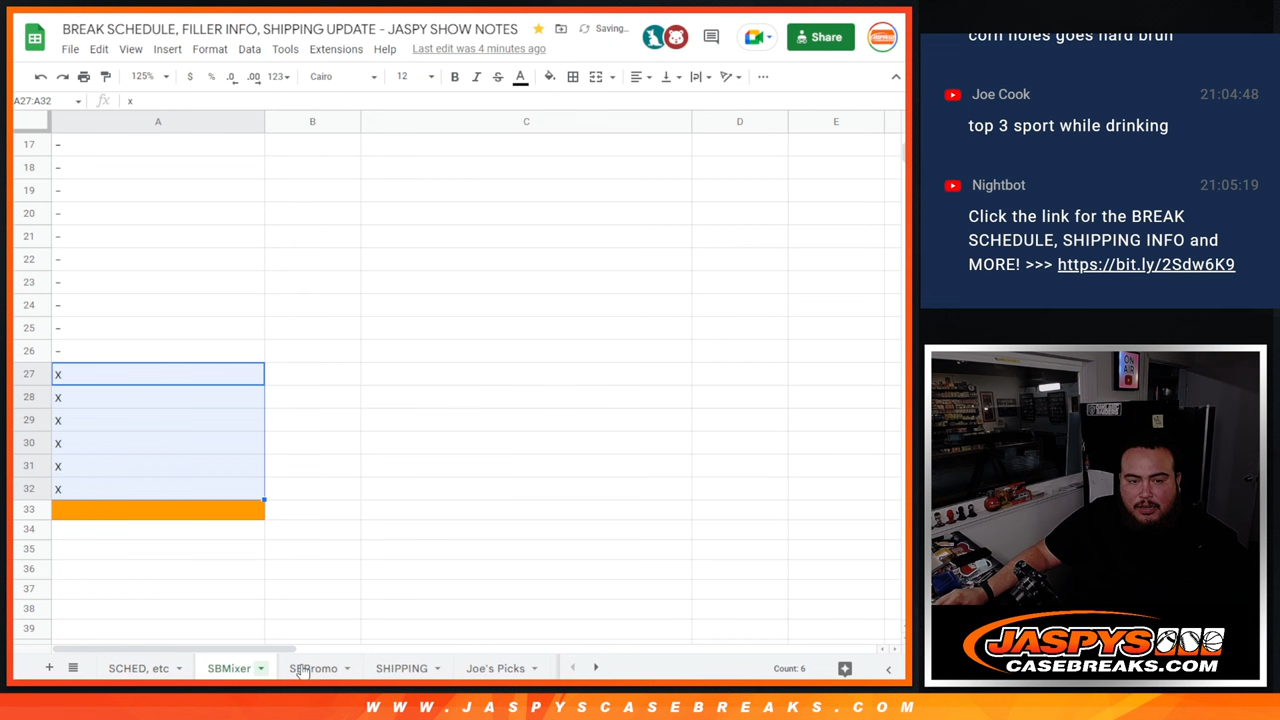 BREAK SCHEDULE, FILLER INFO, SHIPPING UPDATE - JASPY SHOW NOTES
Saving...
Share
File Edit View Insert Format Data Tools Extensions Help Last edit was 4 minutes ago
125% $ % .0 .00 123 Cairo 12 B I S A
A27:A32 fx x
A B C D E
17 -
18 -
19 -
20 -
21 -
22 -
23 -
24 -
25 -
26 -
27 x
28 x
29 x
30 x
31 x
32 x
33
34
35
36
37
38
39
SCHED, etc SBMixer SHIPPING Joe's Picks Count: 6
corn holes goes hard bruh
Joe Cook 21:04:48
top 3 sport while drinking
Nightbot 21:05:19
Click the link for the BREAK
SCHEDULE, SHIPPING INFO and
MORE! >>> https://bit.ly/2Sdw6K9
ON
AIR
JASPYS
CASEBREAKS.COM
WWW.JASPYSCASEBREAKS.COM